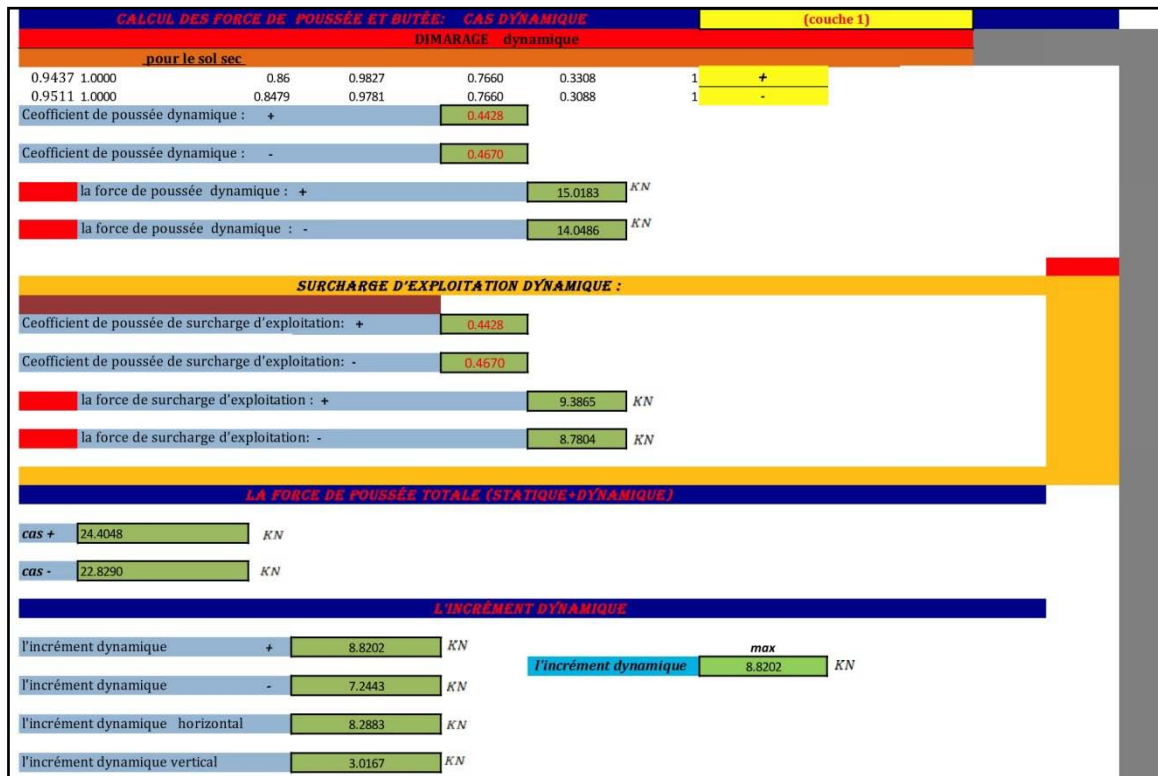 CALCUL DES FORCE DE POUSSÉE ET BUTÉE: CAS DYNAMIQUE (couche 1)
DIMARAGE dynamique
pour le sol sec
0.9437 1.0000 0.86 0.9827 0.7660 0.3308 1 +
0.9511 1.0000 0.8479 0.9781 0.7660 0.3088 1 -
Ceofficient de poussée dynamique : + 0.4428
Ceofficient de poussée dynamique : - 0.4670
la force de poussée dynamique : + 15.0183 KN
la force de poussée dynamique : - 14.0486 KN
SURCHARGE D'EXPLOITATION DYNAMIQUE :
Ceofficient de poussée de surcharge d'exploitation: + 0.4428
Ceofficient de poussée de surcharge d'exploitation: - 0.4670
la force de surcharge d'exploitation : + 9.3865 KN
la force de surcharge d'exploitation: - 8.7804 KN
LA FORCE DE POUSSÉE TOTALE (STATIQUE+DYNAMIQUE)
cas + 24.4048 KN
cas - 22.8290 KN
L'INCRÉMENT DYNAMIQUE
l'incrément dynamique + 8.8202 KN
max
l'incrément dynamique 8.8202 KN
l'incrément dynamique - 7.2443 KN
l'incrément dynamique horizontal 8.2883 KN
l'incrément dynamique vertical 3.0167 KN